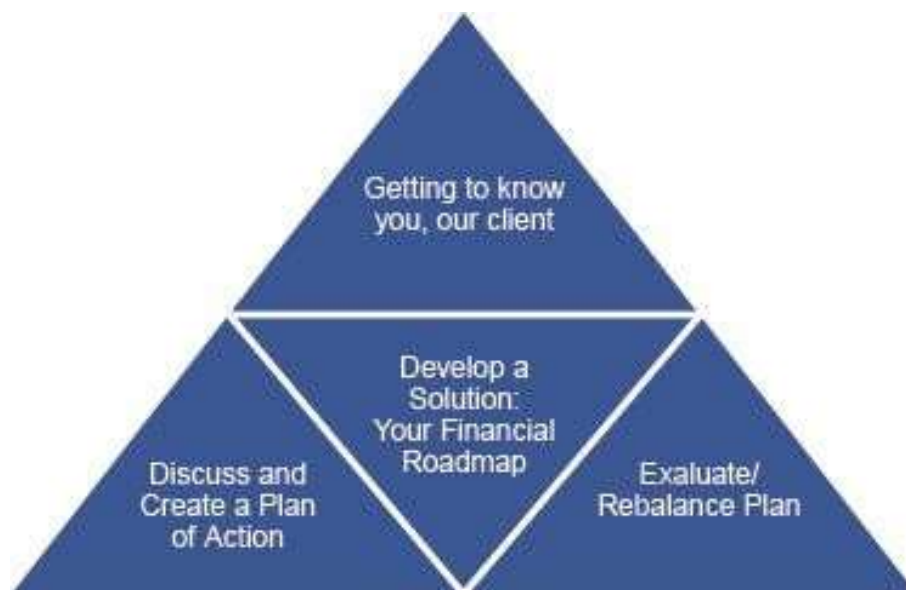 Getting to know
you, our client
Develop a
Solution:
Your Financial
Roadmap
Discuss and
Create a Plan
of Action
Exaluate/
Rebalance Plan